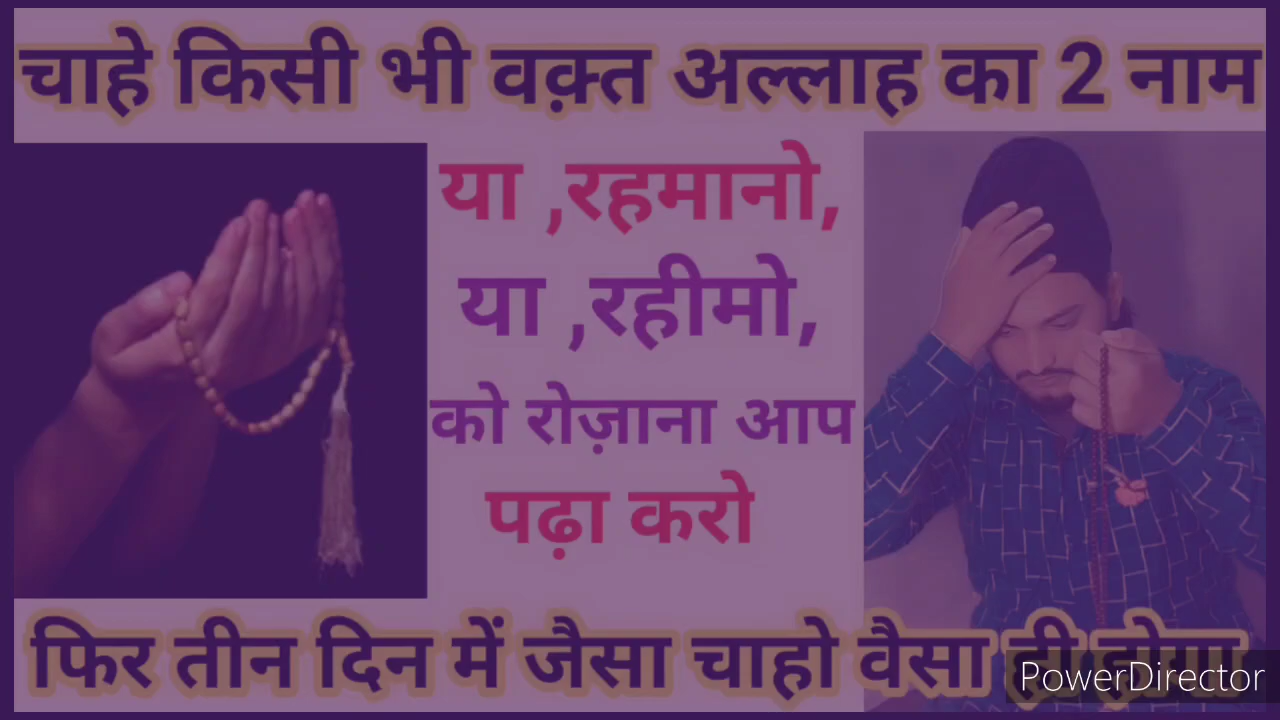 चाहे किसी भी वक़्त अल्लाह का 2 नाम
या ,रहमानो,
या ,रहीमो,
को रोज़ाना आप
पढ़ा करो
फिर तीन दिन में जैसा चाहो वैसा ही होगा
PowerDirector